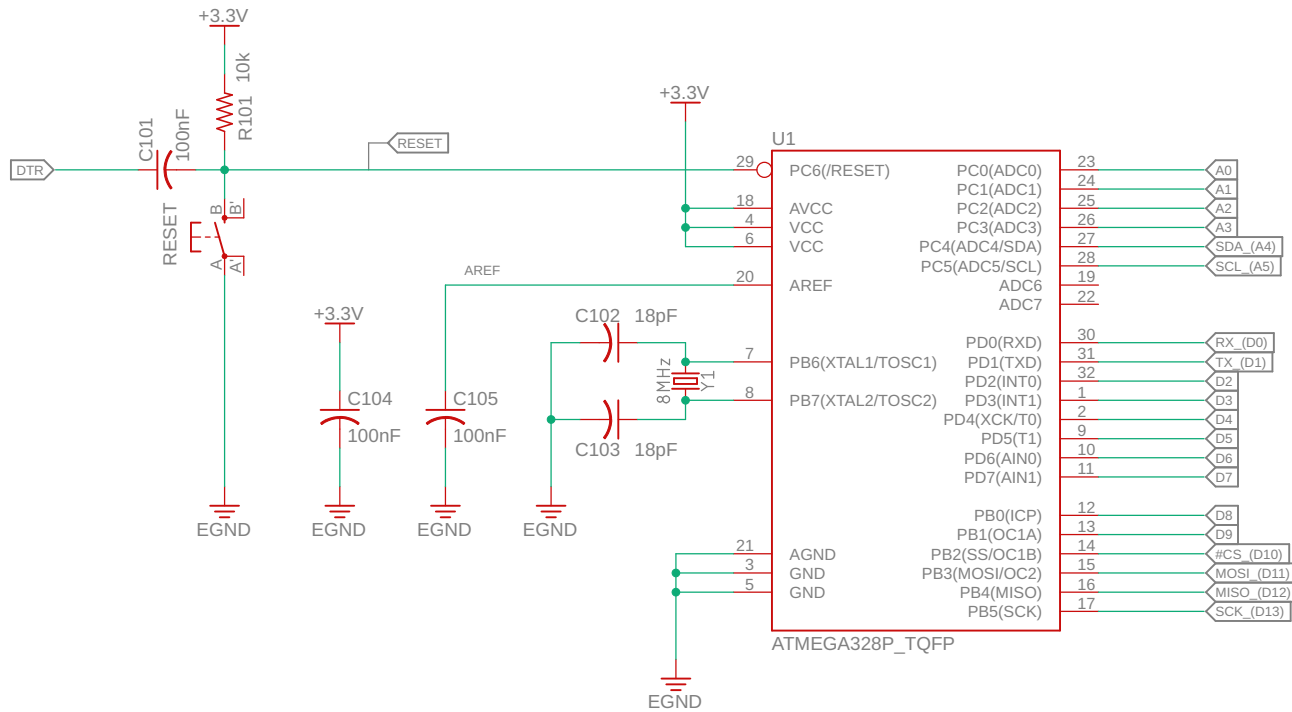 +3.3V
10k
R101
C101
100nF
DTR
RESET
RESET
B
B'
A
A'
EGND
+3.3V
C104
100nF
EGND
AREF
C105
100nF
EGND
C102 18pF
8MHz
Y1
C103 18pF
EGND
+3.3V
U1
29 PC6(/RESET)
18 AVCC
4 VCC
6 VCC
20 AREF
7 PB6(XTAL1/TOSC1)
8 PB7(XTAL2/TOSC2)
21 AGND
3 GND
5 GND
EGND
PC0(ADC0) 23 A0
PC1(ADC1) 24 A1
PC2(ADC2) 25 A2
PC3(ADC3) 26 A3
PC4(ADC4/SDA) 27 SDA_(A4)
PC5(ADC5/SCL) 28 SCL_(A5)
ADC6 19
ADC7 22
PD0(RXD) 30 RX_(D0)
PD1(TXD) 31 TX_(D1)
PD2(INT0) 32 D2
PD3(INT1) 1 D3
PD4(XCK/T0) 2 D4
PD5(T1) 9 D5
PD6(AIN0) 10 D6
PD7(AIN1) 11 D7
PB0(ICP) 12 D8
PB1(OC1A) 13 D9
PB2(SS/OC1B) 14 #CS_(D10)
PB3(MOSI/OC2) 15 MOSI_(D11)
PB4(MISO) 16 MISO_(D12)
PB5(SCK) 17 SCK_(D13)
ATMEGA328P_TQFP